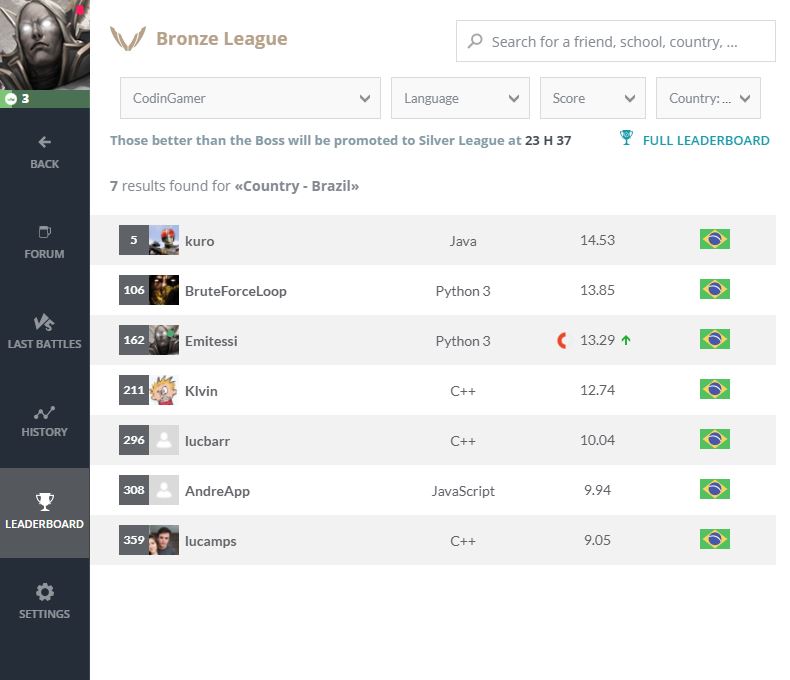 Bronze League
Search for a friend, school, country, ...
3
CodinGamer
Language
Score
Country: ...
Those better than the Boss will be promoted to Silver League at 23 H 37
FULL LEADERBOARD
BACK
7 results found for «Country - Brazil»
5 kuro Java 14.53
FORUM
106 BruteForceLoop Python 3 13.85
LAST BATTLES
162 Emitessi Python 3 13.29
211 Klvin C++ 12.74
HISTORY
296 lucbarr C++ 10.04
308 AndreApp JavaScript 9.94
LEADERBOARD
359 lucamps C++ 9.05
SETTINGS